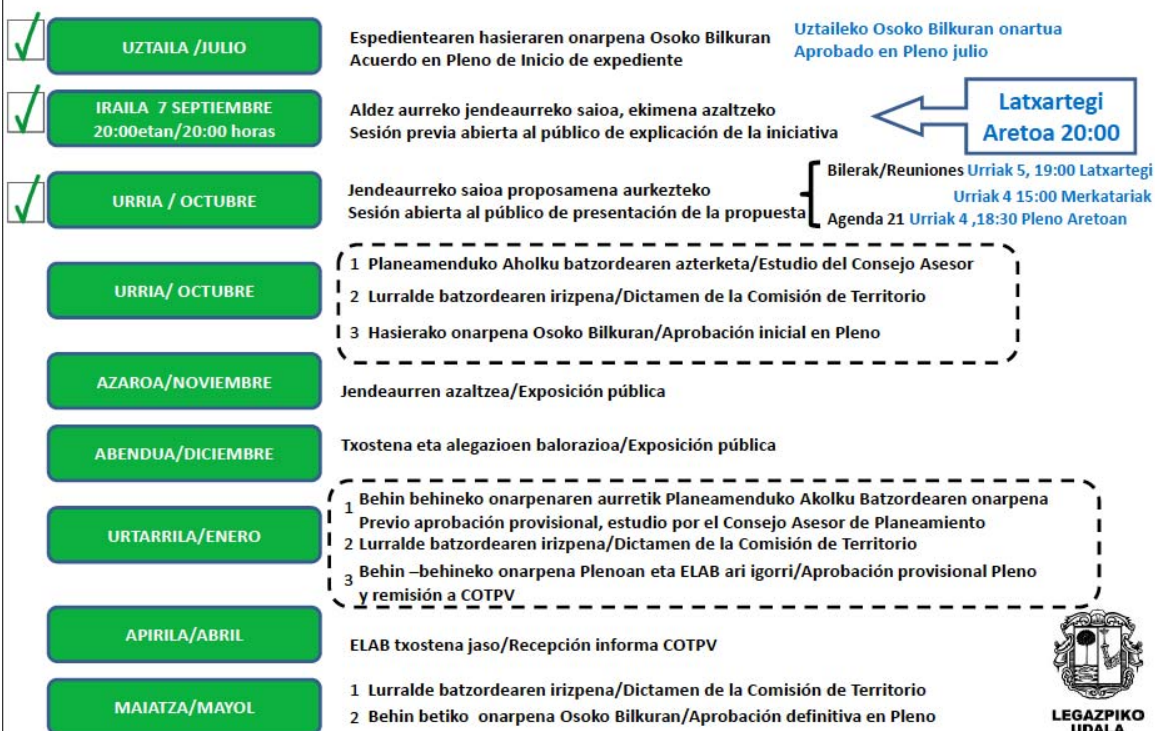 UZTAILA /JULIO
Espedientearen hasieraren onarpena Osoko Bilkuran
Acuerdo en Pleno de Inicio de expediente
Uztaileko Osoko Bilkuran onartua
Aprobado en Pleno julio
IRAILA 7 SEPTIEMBRE
20:00etan/20:00 horas
Aldez aurreko jendeaurreko saioa, ekimena azaltzeko
Sesión previa abierta al público de explicación de la iniciativa
Latxartegi
Aretoa 20:00
URRIA / OCTUBRE
Jendeaurreko saioa proposamena aurkezteko
Sesión abierta al público de presentación de la propuesta
Bilerak/Reuniones Urriak 5, 19:00 Latxartegi
Urriak 4 15:00 Merkatariak
Agenda 21 Urriak 4 ,18:30 Pleno Aretoan
URRIA/ OCTUBRE
1 Planeamenduko Aholku batzordearen azterketa/Estudio del Consejo Asesor
2 Lurralde batzordearen irizpena/Dictamen de la Comisión de Territorio
3 Hasierako onarpena Osoko Bilkuran/Aprobación inicial en Pleno
AZAROA/NOVIEMBRE
Jendeaurren azaltzea/Exposición pública
ABENDUA/DICIEMBRE
Txostena eta alegazioen balorazioa/Exposición pública
URTARRILA/ENERO
1 Behin behineko onarpenaren aurretik Planeamenduko Akolku Batzordearen onarpena
Previo aprobación provisional, estudio por el Consejo Asesor de Planeamiento
2 Lurralde batzordearen irizpena/Dictamen de la Comisión de Territorio
3 Behin –behineko onarpena Plenoan eta ELAB ari igorri/Aprobación provisional Pleno
y remisión a COTPV
APIRILA/ABRIL
ELAB txostena jaso/Recepción informa COTPV
MAIATZA/MAYOL
1 Lurralde batzordearen irizpena/Dictamen de la Comisión de Territorio
2 Behin betiko onarpena Osoko Bilkuran/Aprobación definitiva en Pleno
LEGAZPIKO
UDALA